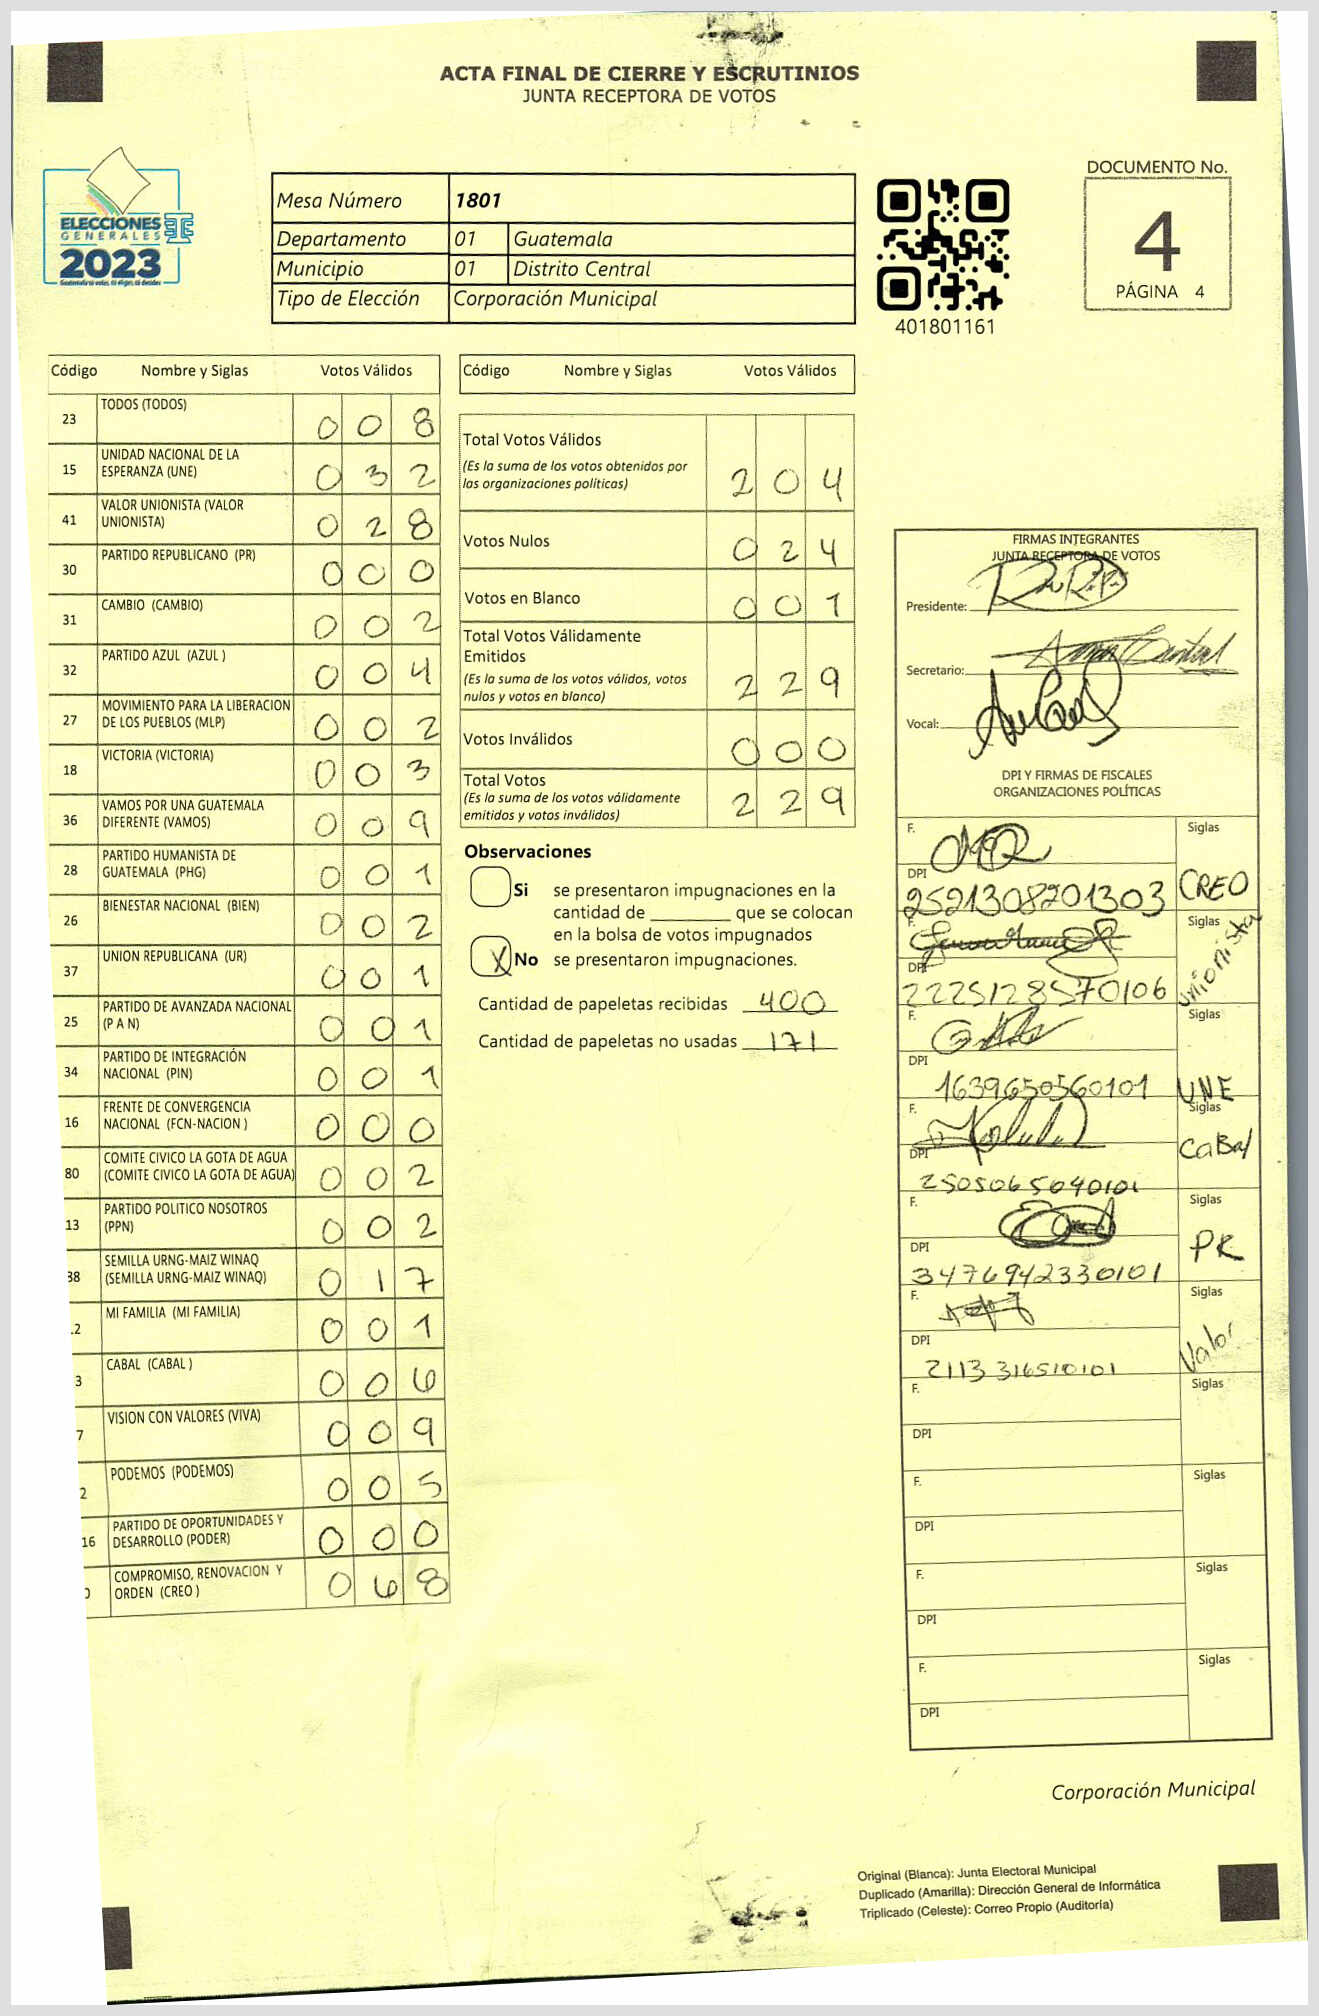 ACTA FINAL DE CIERRE Y ESCRUTINIOS
JUNTA RECEPTORA DE VOTOS
ELECCIONES
GENERALES
2023
Mesa Número 1801
Departamento 01 Guatemala
Municipio 01 Distrito Central
Tipo de Elección Corporación Municipal
401801161
DOCUMENTO No.
4
PÁGINA 4
Código Nombre y Siglas Votos Válidos
23 TODOS (TODOS) 0 0 8
15 UNIDAD NACIONAL DE LA
ESPERANZA (UNE) 0 3 2
41 VALOR UNIONISTA (VALOR
UNIONISTA) 0 2 8
30 PARTIDO REPUBLICANO (PR) 0 0 0
31 CAMBIO (CAMBIO) 0 0 2
32 PARTIDO AZUL (AZUL ) 0 0 4
27 MOVIMIENTO PARA LA LIBERACION
DE LOS PUEBLOS (MLP) 0 0 2
18 VICTORIA (VICTORIA) 0 0 3
36 VAMOS POR UNA GUATEMALA
DIFERENTE (VAMOS) 0 0 9
28 PARTIDO HUMANISTA DE
GUATEMALA (PHG) 0 0 1
26 BIENESTAR NACIONAL (BIEN) 0 0 2
37 UNION REPUBLICANA (UR) 0 0 1
25 PARTIDO DE AVANZADA NACIONAL
(P A N) 0 0 1
34 PARTIDO DE INTEGRACIÓN
NACIONAL (PIN) 0 0 1
16 FRENTE DE CONVERGENCIA
NACIONAL (FCN-NACION ) 0 0 0
80 COMITE CIVICO LA GOTA DE AGUA
(COMITE CIVICO LA GOTA DE AGUA) 0 0 2
13 PARTIDO POLITICO NOSOTROS
(PPN) 0 0 2
38 SEMILLA URNG-MAIZ WINAQ
(SEMILLA URNG-MAIZ WINAQ) 0 1 7
2 MI FAMILIA (MI FAMILIA) 0 0 1
3 CABAL (CABAL ) 0 0 6
7 VISION CON VALORES (VIVA) 0 0 9
2 PODEMOS (PODEMOS) 0 0 5
16 PARTIDO DE OPORTUNIDADES Y
DESARROLLO (PODER) 0 0 0
COMPROMISO, RENOVACION Y
ORDEN (CREO ) 0 6 8
Código Nombre y Siglas Votos Válidos
Total Votos Válidos
(Es la suma de los votos obtenidos por
las organizaciones políticas) 2 0 4
Votos Nulos 0 2 4
Votos en Blanco 0 0 1
Total Votos Válidamente
Emitidos
(Es la suma de los votos válidos, votos
nulos y votos en blanco) 2 2 9
Votos Inválidos 0 0 0
Total Votos
(Es la suma de los votos válidamente
emitidos y votos inválidos) 2 2 9
Observaciones
Si se presentaron impugnaciones en la
cantidad de ________ que se colocan
en la bolsa de votos impugnados
X No se presentaron impugnaciones.
Cantidad de papeletas recibidas 400
Cantidad de papeletas no usadas 171
FIRMAS INTEGRANTES
JUNTA RECEPTORA DE VOTOS
Presidente:
Secretario:
Vocal:
DPI Y FIRMAS DE FISCALES
ORGANIZACIONES POLÍTICAS
F. Siglas
DPI CREO
2521308701303
F. Siglas
DPI Unionista
2225128570106
F. Siglas
DPI UNE
1639650560101
F. Siglas
DPI CaBal
2505065040101
F. Siglas
DPI PR
3476942330101
F. Siglas
DPI Valor
2113 316510101
F. Siglas
DPI
F. Siglas
DPI
F. Siglas
DPI
F. Siglas
DPI
Corporación Municipal
Original (Blanca): Junta Electoral Municipal
Duplicado (Amarilla): Dirección General de Informática
Triplicado (Celeste): Correo Propio (Auditoría)